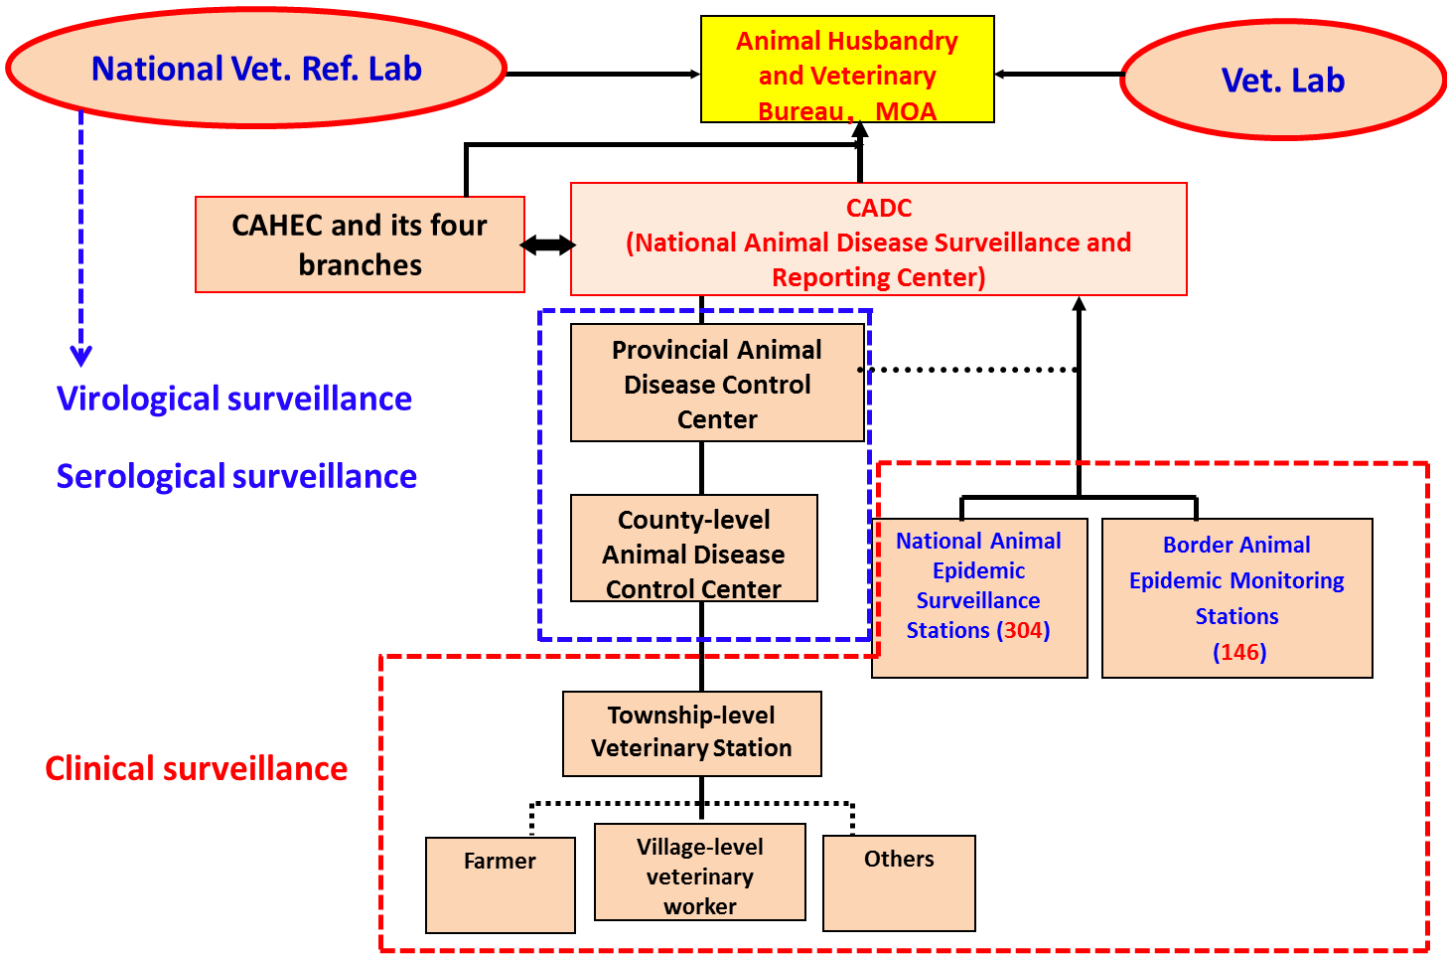 National Vet. Ref. Lab
Animal Husbandry
and Veterinary
Bureau，MOA
Vet. Lab
CAHEC and its four
branches
CADC
(National Animal Disease Surveillance and
Reporting Center)
Provincial Animal
Disease Control
Center
Virological surveillance
Serological surveillance
County-level
Animal Disease
Control Center
National Animal
Epidemic
Surveillance
Stations (304)
Border Animal
Epidemic Monitoring
Stations
(146)
Township-level
Veterinary Station
Clinical surveillance
Farmer
Village-level
veterinary
worker
Others